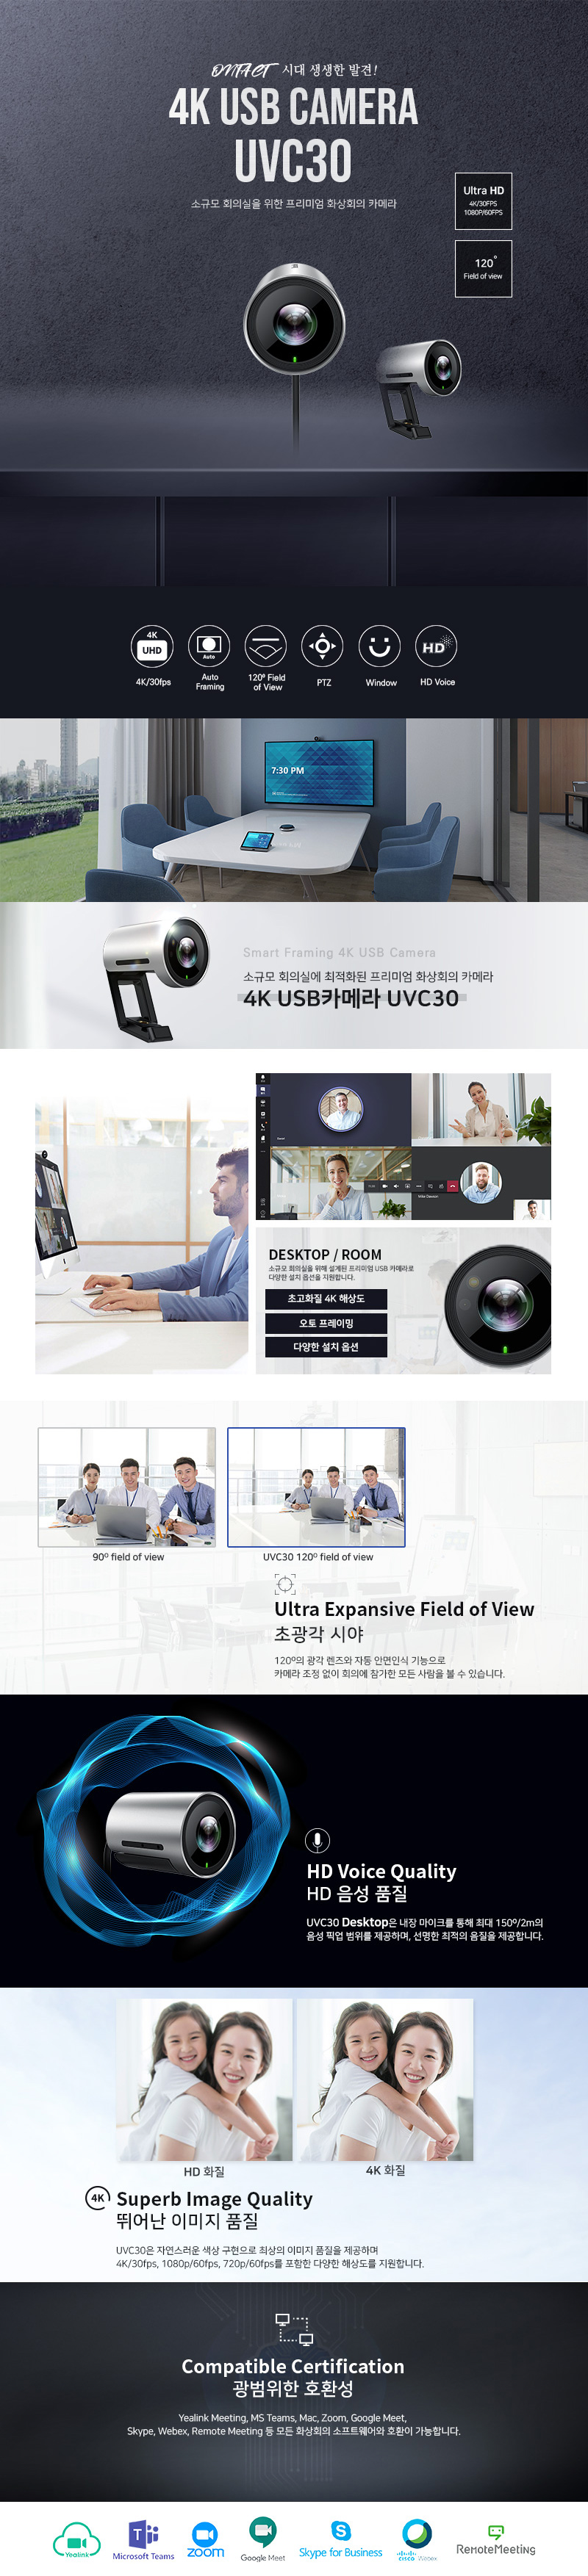 ONTACT 시대 생생한 발견!
4K USB CAMERA
UVC30
소규모 회의실을 위한 프리미엄 화상회의 카메라
Ultra HD
4K/30FPS
1080P/60FPS
120°
Field of view
4K
UHD
4K/30fps
Auto
Auto
Framing
120º Field
of View
PTZ
Window
HD
HD Voice
7:30 PM
Smart Framing 4K USB Camera
소규모 회의실에 최적화된 프리미엄 화상회의 카메라
4K USB카메라 UVC30
DESKTOP / ROOM
소규모 회의실을 위해 설계된 프리미엄 USB 카메라로
다양한 설치 옵션을 지원합니다.
초고화질 4K 해상도
오토 프레이밍
다양한 설치 옵션
90º field of view
UVC30 120º field of view
Ultra Expansive Field of View
초광각 시야
120º의 광각 렌즈와 자동 안면인식 기능으로
카메라 조정 없이 회의에 참가한 모든 사람을 볼 수 있습니다.
HD Voice Quality
HD 음성 품질
UVC30 Desktop은 내장 마이크를 통해 최대 150º/2m의
음성 픽업 범위를 제공하며, 선명한 최적의 음질을 제공합니다.
HD 화질
4K 화질
4K
Superb Image Quality
뛰어난 이미지 품질
UVC30은 자연스러운 색상 구현으로 최상의 이미지 품질을 제공하며
4K/30fps, 1080p/60fps, 720p/60fps를 포함한 다양한 해상도를 지원합니다.
Compatible Certification
광범위한 호환성
Yealink Meeting, MS Teams, Mac, Zoom, Google Meet,
Skype, Webex, Remote Meeting 등 모든 화상회의 소프트웨어와 호환이 가능합니다.
Yealink
Microsoft Teams
zoom
Google Meet
Skype for Business
CISCO Webex
RemoteMeeting